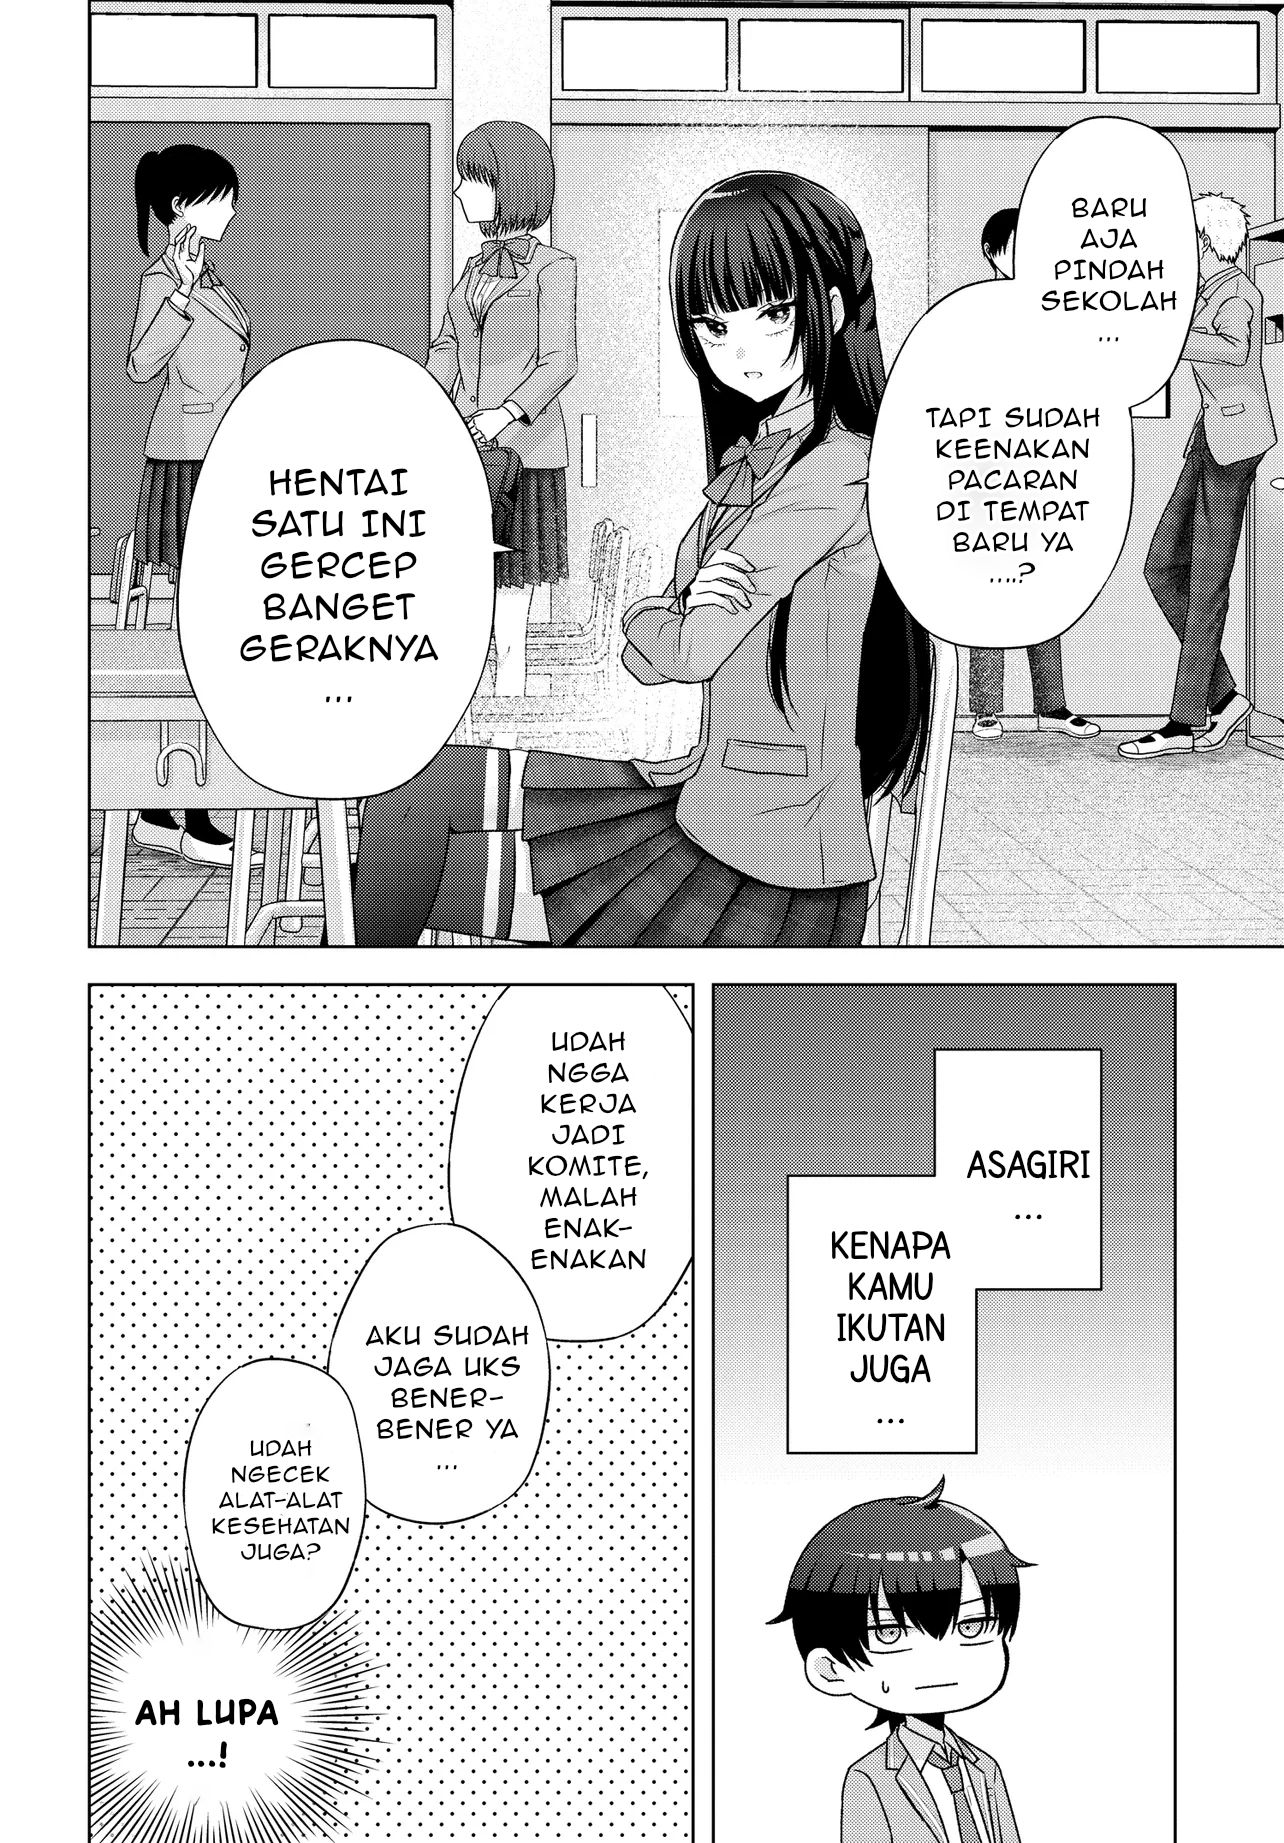 BARU
AJA
PINDAH
SEKOLAH
...
TAPI SUDAH
KEENAKAN
PACARAN
DI TEMPAT
BARU YA
....?
HENTAI
SATU INI
GERCEP
BANGET
GERAKNYA
...
ASAGIRI
...
KENAPA
KAMU
IKUTAN
JUGA
...
UDAH
NGGA
KERJA
JADI
KOMITE,
MALAH
ENAK-
ENAKAN
AKU SUDAH
JAGA UKS
BENER-
BENER YA
...
UDAH
NGECEK
ALAT-ALAT
KESEHATAN
JUGA?
AH LUPA
...!